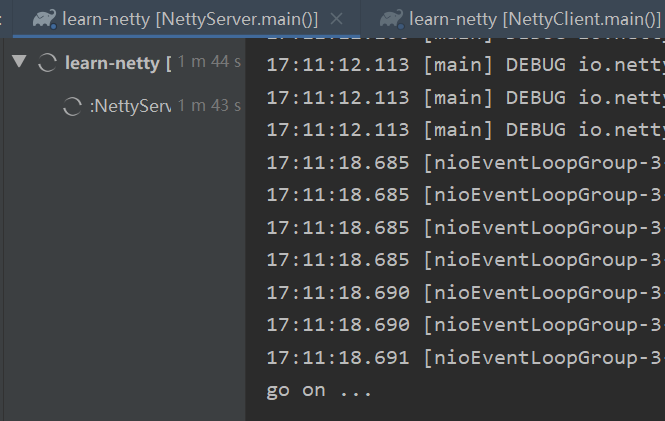 learn-netty [NettyServer.main()]
learn-netty [NettyClient.main()]
learn-netty [ 1 m 44 s
:NettyServ 1 m 43 s
17:11:12.113 [main] DEBUG io.netty
17:11:12.113 [main] DEBUG io.netty
17:11:12.113 [main] DEBUG io.netty
17:11:18.685 [nioEventLoopGroup-3-
17:11:18.685 [nioEventLoopGroup-3-
17:11:18.685 [nioEventLoopGroup-3-
17:11:18.685 [nioEventLoopGroup-3-
17:11:18.690 [nioEventLoopGroup-3-
17:11:18.690 [nioEventLoopGroup-3-
17:11:18.691 [nioEventLoopGroup-3-
go on ...